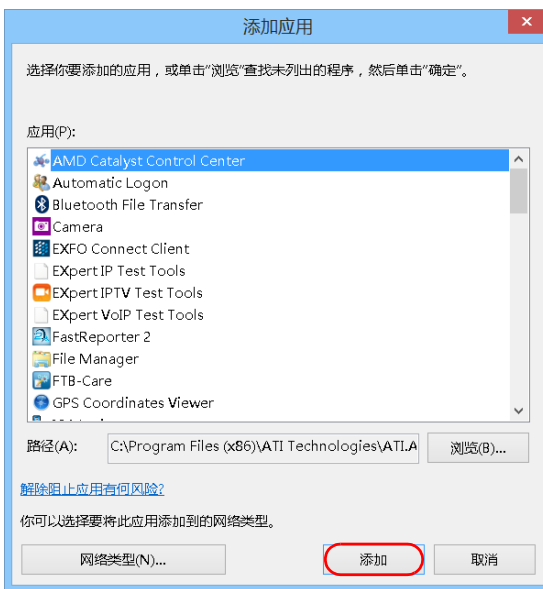 添加应用
选择你要添加的应用，或单击"浏览"查找未列出的程序，然后单击"确定"。
应用(P):
AMD Catalyst Control Center
Automatic Logon
Bluetooth File Transfer
Camera
EXFO Connect Client
EXpert IP Test Tools
EXpert IPTV Test Tools
EXpert VoIP Test Tools
FastReporter 2
File Manager
FTB-Care
GPS Coordinates Viewer
路径(A): C:\Program Files (x86)\ATI Technologies\ATI.A 浏览(B)...
解除阻止应用有何风险?
你可以选择要将此应用添加到的网络类型。
网络类型(N)... 添加 取消